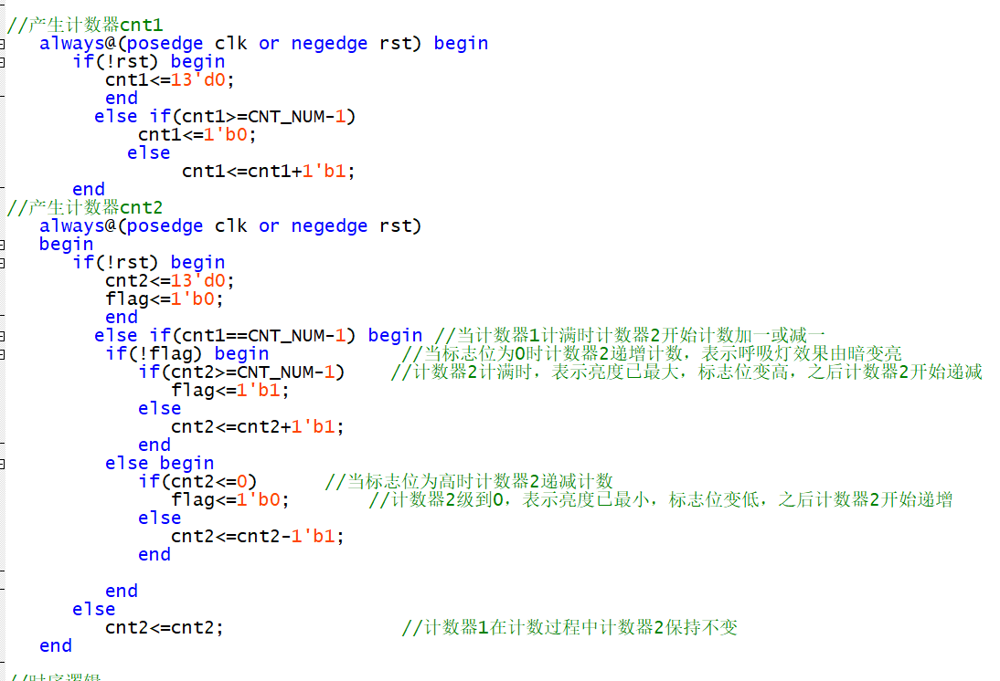 //产生计数器cnt1
always@(posedge clk or negedge rst) begin
if(!rst) begin
cnt1<=13'd0;
end
else if(cnt1>=CNT_NUM-1)
cnt1<=1'b0;
else
cnt1<=cnt1+1'b1;
end
//产生计数器cnt2
always@(posedge clk or negedge rst)
begin
if(!rst) begin
cnt2<=13'd0;
flag<=1'b0;
end
else if(cnt1==CNT_NUM-1) begin //当计数器1计满时计数器2开始计数加一或减一
if(!flag) begin //当标志位为0时计数器2递增计数，表示呼吸灯效果由暗变亮
if(cnt2>=CNT_NUM-1) //计数器2计满时，表示亮度已最大，标志位变高，之后计数器2开始递减
flag<=1'b1;
else
cnt2<=cnt2+1'b1;
end
else begin
if(cnt2<=0) //当标志位为高时计数器2递减计数
flag<=1'b0; //计数器2级到0，表示亮度已最小，标志位变低，之后计数器2开始递增
else
cnt2<=cnt2-1'b1;
end
end
else
cnt2<=cnt2; //计数器1在计数过程中计数器2保持不变
end
//时序逻辑